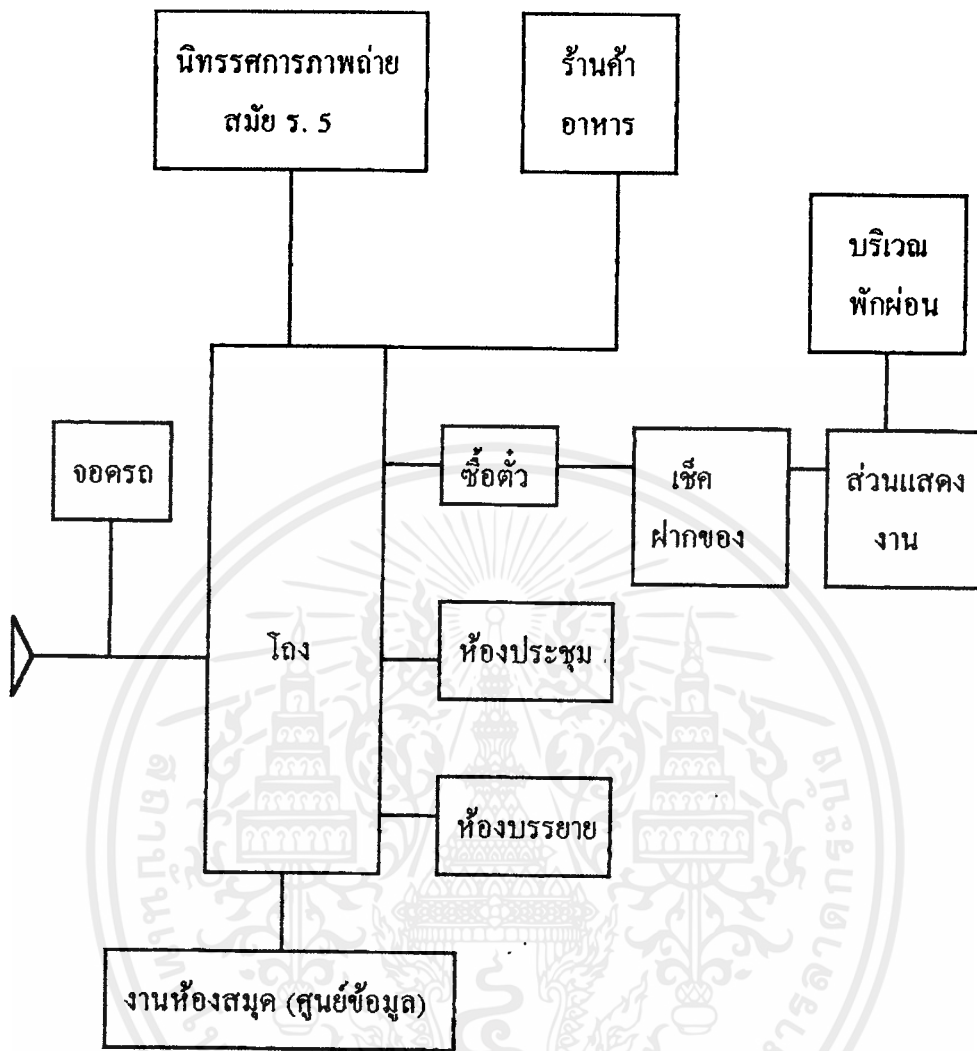 นิทรรศการภาพถ่าย
สมัย ร. 5
ร้านค้า
อาหาร
บริเวณ
พักผ่อน
จอดรถ
ซื้อตั๋ว
เช็ค
ฝากของ
ส่วนแสดง
งาน
โถง
ห้องประชุม
ห้องบรรยาย
งานห้องสมุด (ศูนย์ข้อมูล)